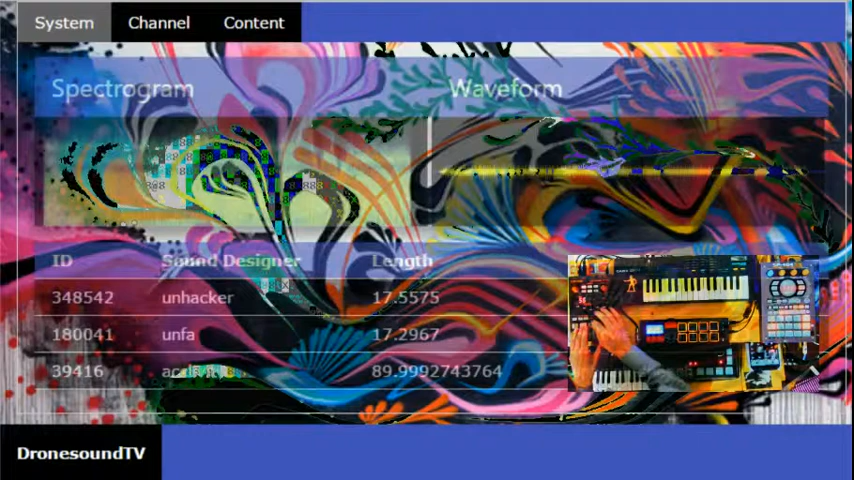 System Channel Content
Spectrogram Waveform
ID Sound Designer Length
348542 unhacker 17.5575
180041 unfa 17.2967
39416 89.9992743764
DronesoundTV